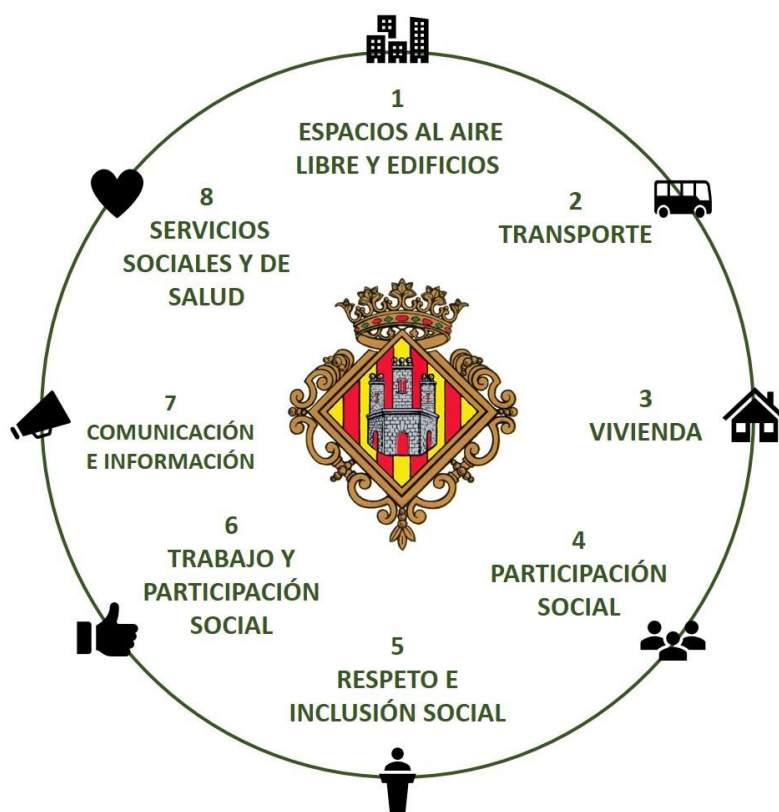 1
ESPACIOS AL AIRE
LIBRE Y EDIFICIOS
2
TRANSPORTE
3
VIVIENDA
4
PARTICIPACIÓN
SOCIAL
5
RESPETO E
INCLUSIÓN SOCIAL
6
TRABAJO Y
PARTICIPACIÓN
SOCIAL
7
COMUNICACIÓN
E INFORMACIÓN
8
SERVICIOS
SOCIALES Y DE
SALUD